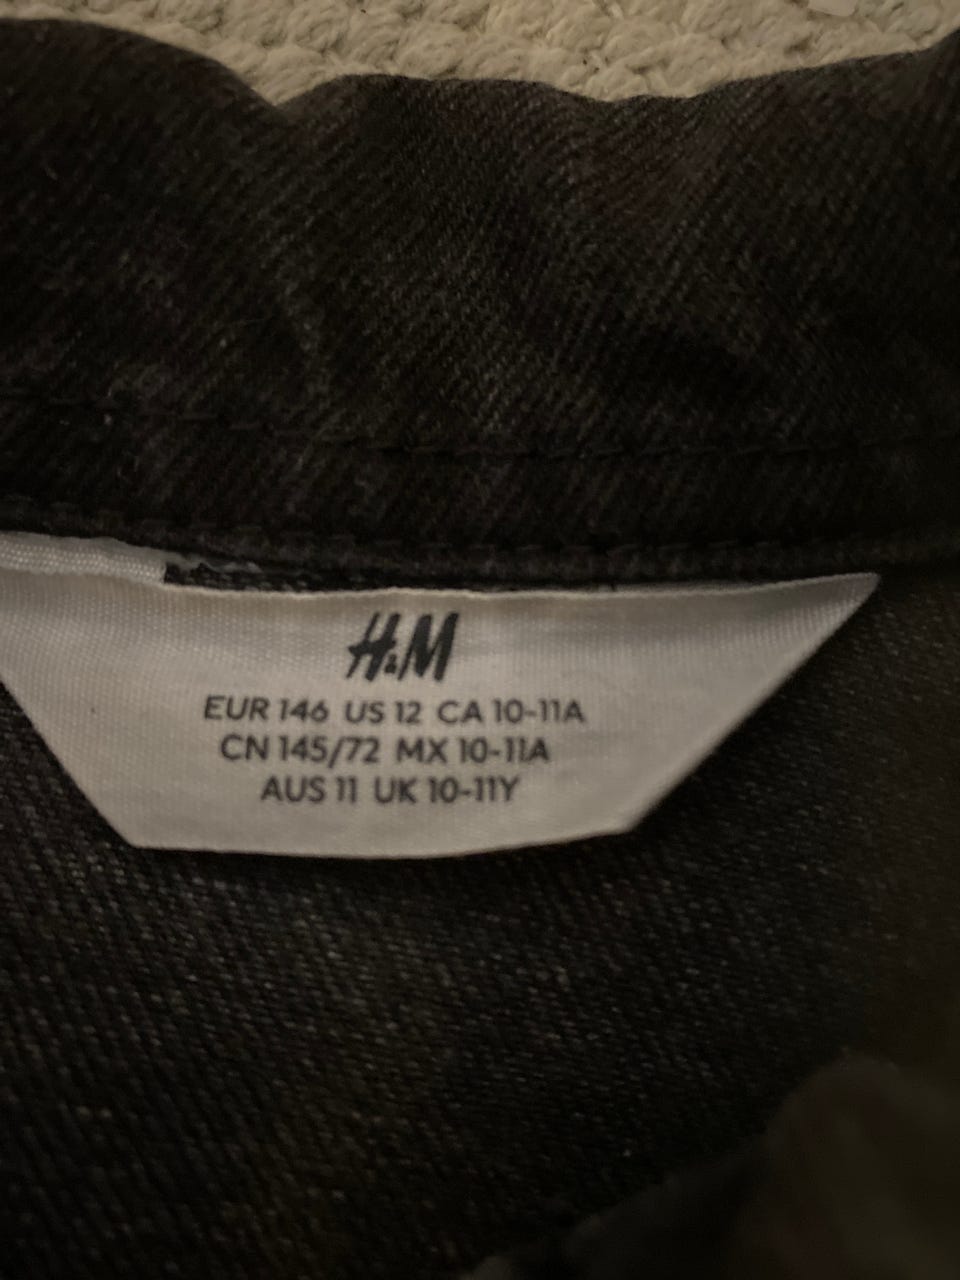 H&M
EUR 146 US 12 CA 10-11A
CN 145/72 MX 10-11A
AUS 11 UK 10-11Y